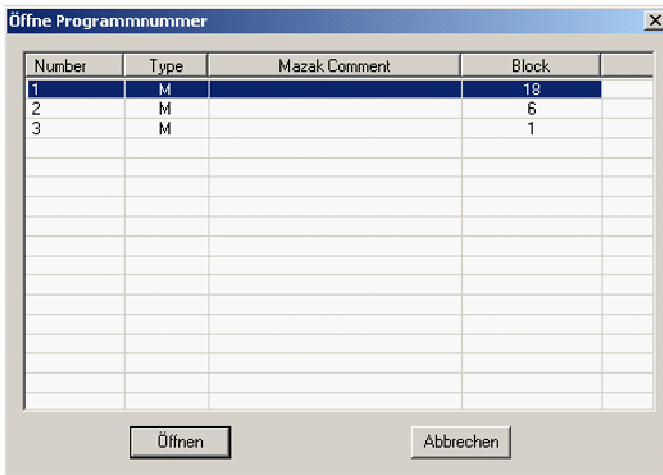 Öffne Programmnummer
Number Type Mazak Comment Block
1 M 18
2 M 6
3 M 1
Öffnen Abbrechen